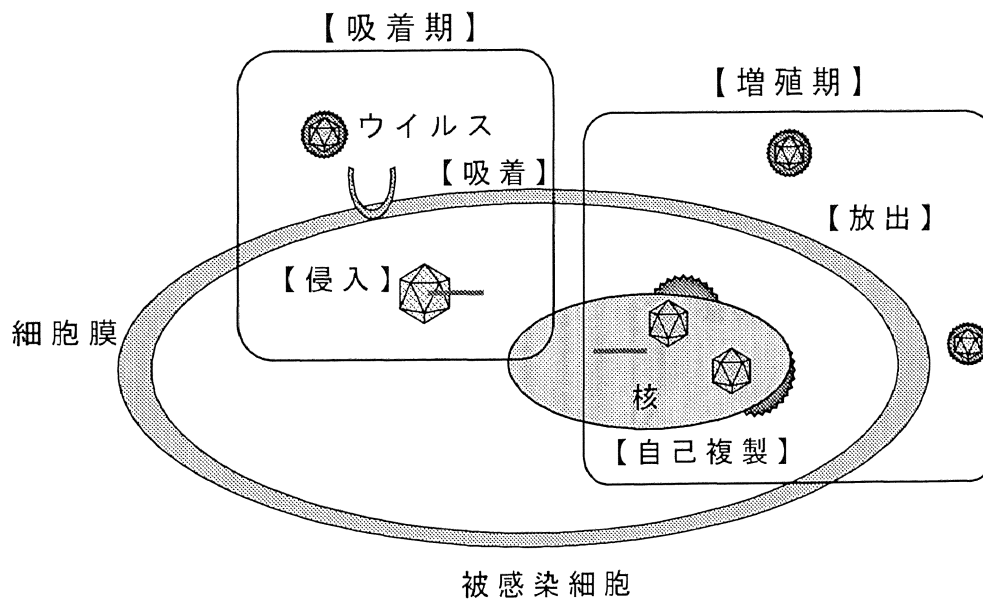 【吸着期】
【増殖期】
ウイルス
【吸着】
【放出】
【侵入】
細胞膜
核
【自己複製】
被感染細胞